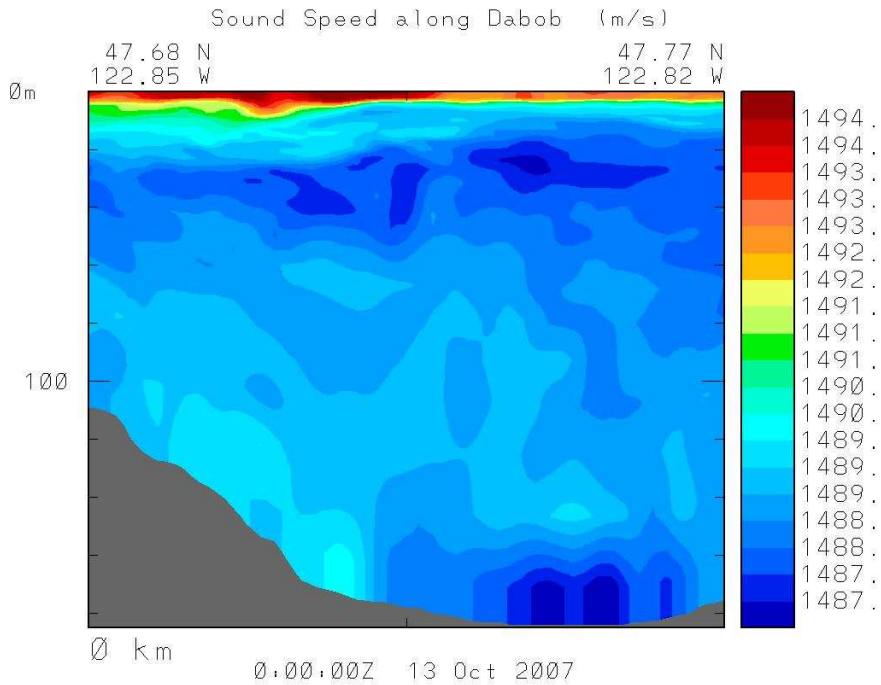 Sound Speed along Dabob (m/s)
47.68 N
122.85 W
47.77 N
122.82 W
0m
100
1494.
1494.
1493.
1493.
1493.
1492.
1492.
1491.
1491.
1491.
1490.
1490.
1489.
1489.
1489.
1488.
1488.
1487.
1487.
0 km
0:00:00Z 13 Oct 2007